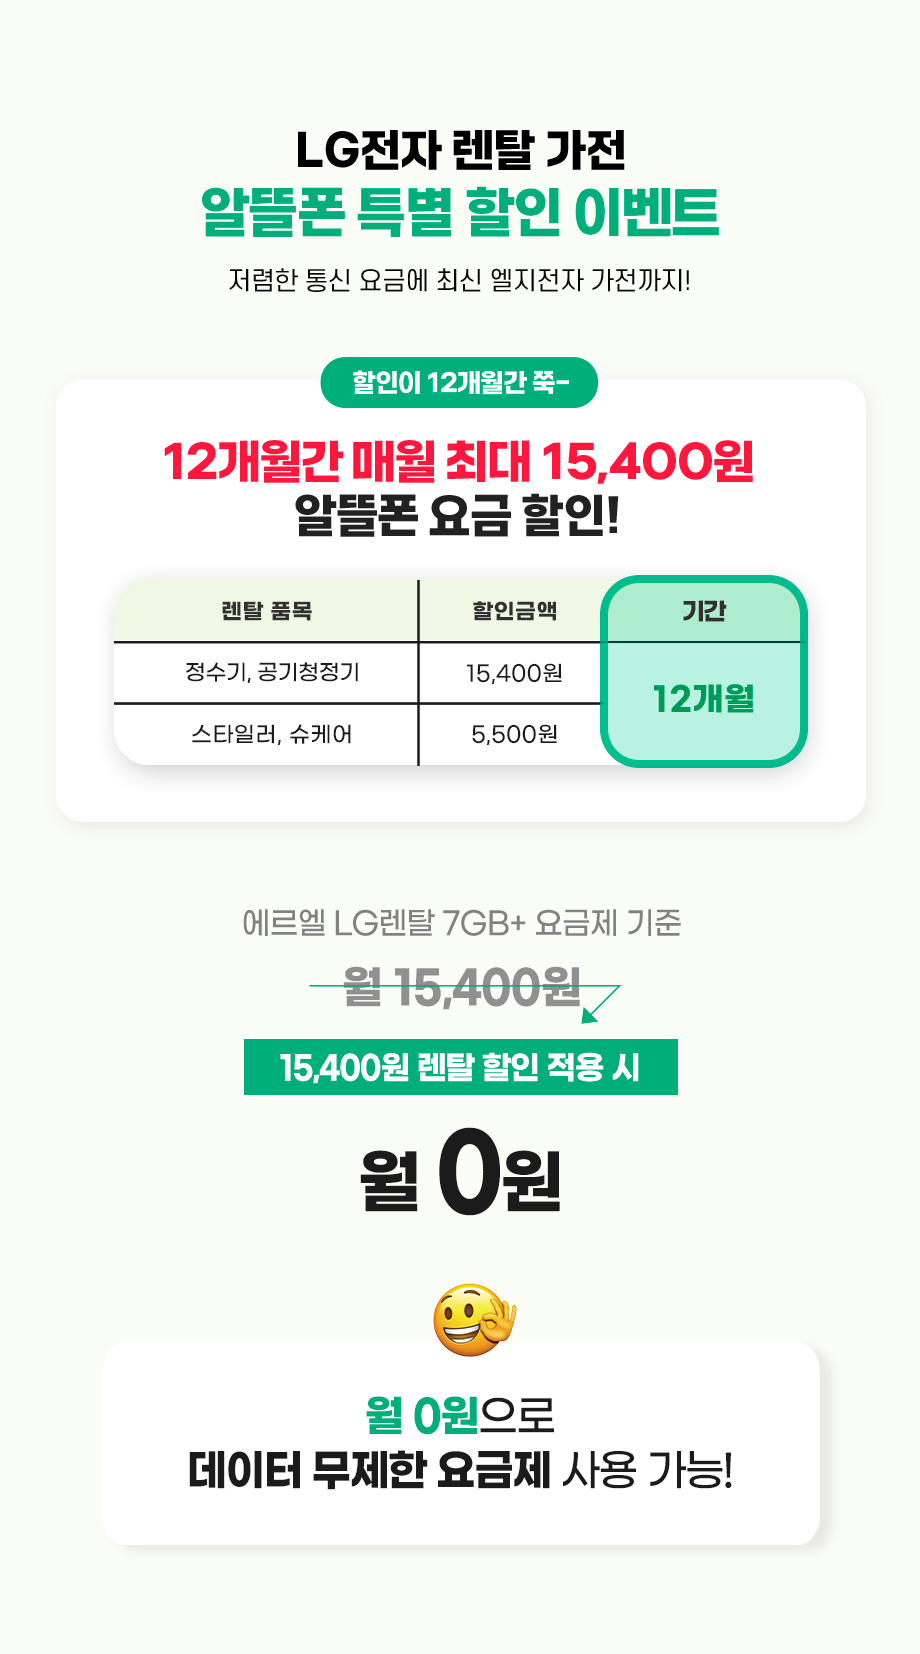 LG전자 렌탈 가전
알뜰폰 특별 할인 이벤트
저렴한 통신 요금에 최신 엘지전자 가전까지!
할인이 12개월간 쭉-
12개월간 매월 최대 15,400원
알뜰폰 요금 할인!
렌탈 품목 할인금액 기간
정수기, 공기청정기 15,400원
12개월
스타일러, 슈케어 5,500원
에르엘 LG렌탈 7GB+ 요금제 기준
월 15,400원
15,400원 렌탈 할인 적용 시
월 0원
월 0원으로
데이터 무제한 요금제 사용 가능!